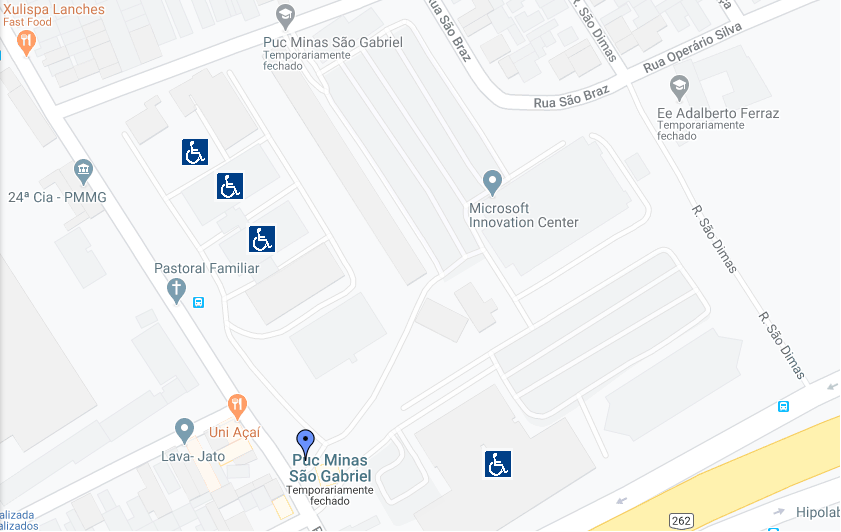 Xulispa Lanches
Fast Food
Puc Minas São Gabriel
Temporariamente
fechado
Rua São Braz
R. São Dimas
Rua Operário Silva
Rua São Braz
Ee Adalberto Ferraz
Temporariamente
fechado
24ª Cia - PMMG
Microsoft
Innovation Center
R. São Dimas
Pastoral Familiar
R. São Dimas
Uni Açaí
Lava- Jato
Puc Minas
São Gabriel
Temporariamente
fechado
262
Hipolab
alizada
alizados